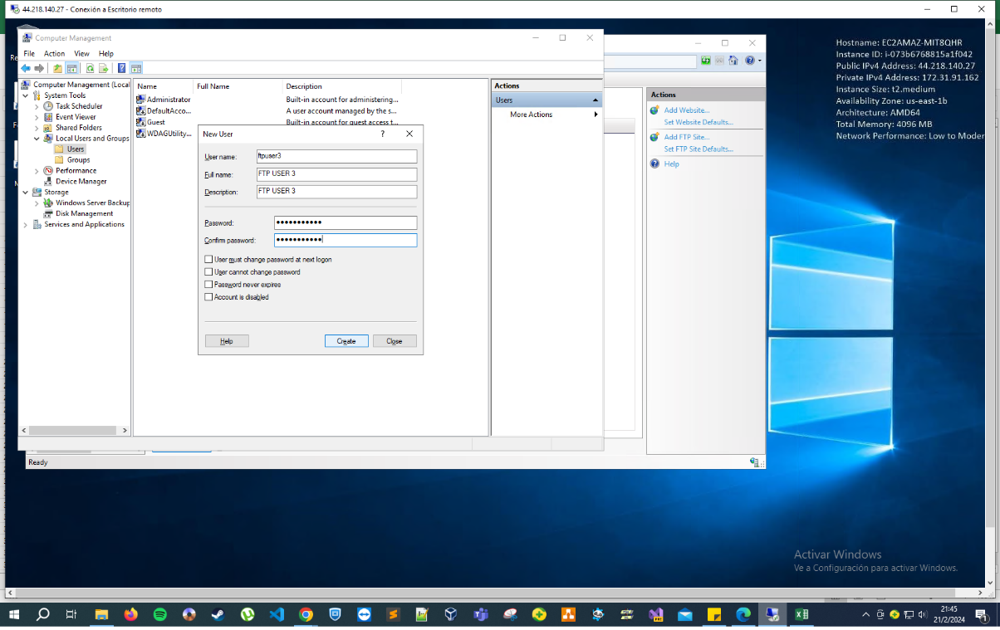 44.218.140.27 - Conexión a Escritorio remoto
Computer Management
File Action View Help
Computer Management (Local
System Tools
Task Scheduler
Event Viewer
Shared Folders
Local Users and Groups
Users
Groups
Performance
Device Manager
Storage
Windows Server Backup
Disk Management
Services and Applications
Name Full Name Description
Administrator Built-in account for administering...
DefaultAcco... A user account managed by the s...
Guest Built-in account for guest access t...
WDAGUtility...
Actions
Users
More Actions
New User
?
User name: ftpuser3
Full name: FTP USER 3
Description: FTP USER 3
Password:
Confirm password:
User must change password at next logon
User cannot change password
Password never expires
Account is disabled
Help Create Close
Actions
Add Website...
Set Website Defaults...
Add FTP Site...
Set FTP Site Defaults...
Help
Ready
Hostname: EC2AMAZ-MIT8QHR
Instance ID: i-073b6768815a1f042
Public IPv4 Address: 44.218.140.27
Private IPv4 Address: 172.31.91.162
Instance Size: t2.medium
Availability Zone: us-east-1b
Architecture: AMD64
Total Memory: 4096 MB
Network Performance: Low to Moder
Activar Windows
Ve a Configuración para activar Windows.
21:45
21/2/2024